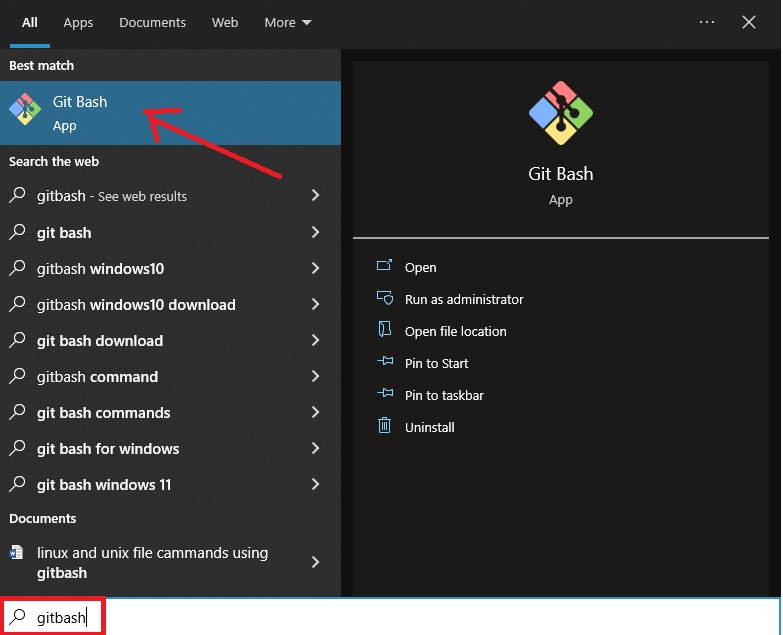 All Apps Documents Web More ...
Best match
Git Bash
App
Search the web
gitbash - See web results
git bash
gitbash windows10
gitbash windows10 download
git bash download
gitbash command
git bash commands
git bash for windows
git bash windows 11
Documents
linux and unix file cammands using
gitbash
gitbash
Git Bash
App
Open
Run as administrator
Open file location
Pin to Start
Pin to taskbar
Uninstall